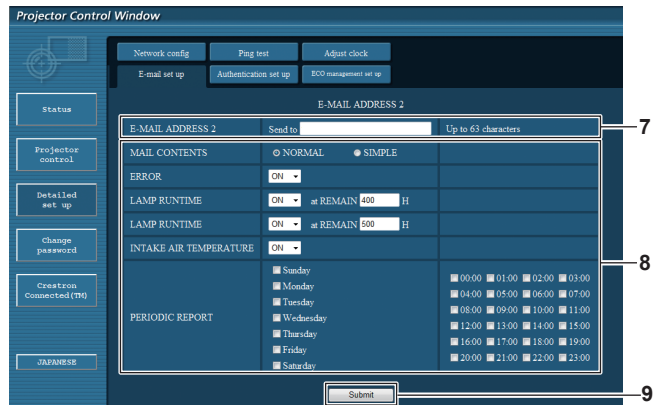 Projector Control Window
Network config Ping test Adjust clock
E-mail set up Authentication set up ECO management set up
Status
Projector control
Detailed set up
Change password
Crestron Connected(TM)
JAPANESE
E-MAIL ADDRESS 2
E-MAIL ADDRESS 2 Send to Up to 63 characters 7
MAIL CONTENTS NORMAL SIMPLE
ERROR ON
LAMP RUNTIME ON at REMAIN 400 H
LAMP RUNTIME ON at REMAIN 500 H
INTAKE AIR TEMPERATURE ON
8
PERIODIC REPORT
Sunday
Monday
Tuesday
Wednesday
Thursday
Friday
Saturday
00:00 01:00 02:00 03:00
04:00 05:00 06:00 07:00
08:00 09:00 10:00 11:00
12:00 13:00 14:00 15:00
16:00 17:00 18:00 19:00
20:00 21:00 22:00 23:00
Submit 9